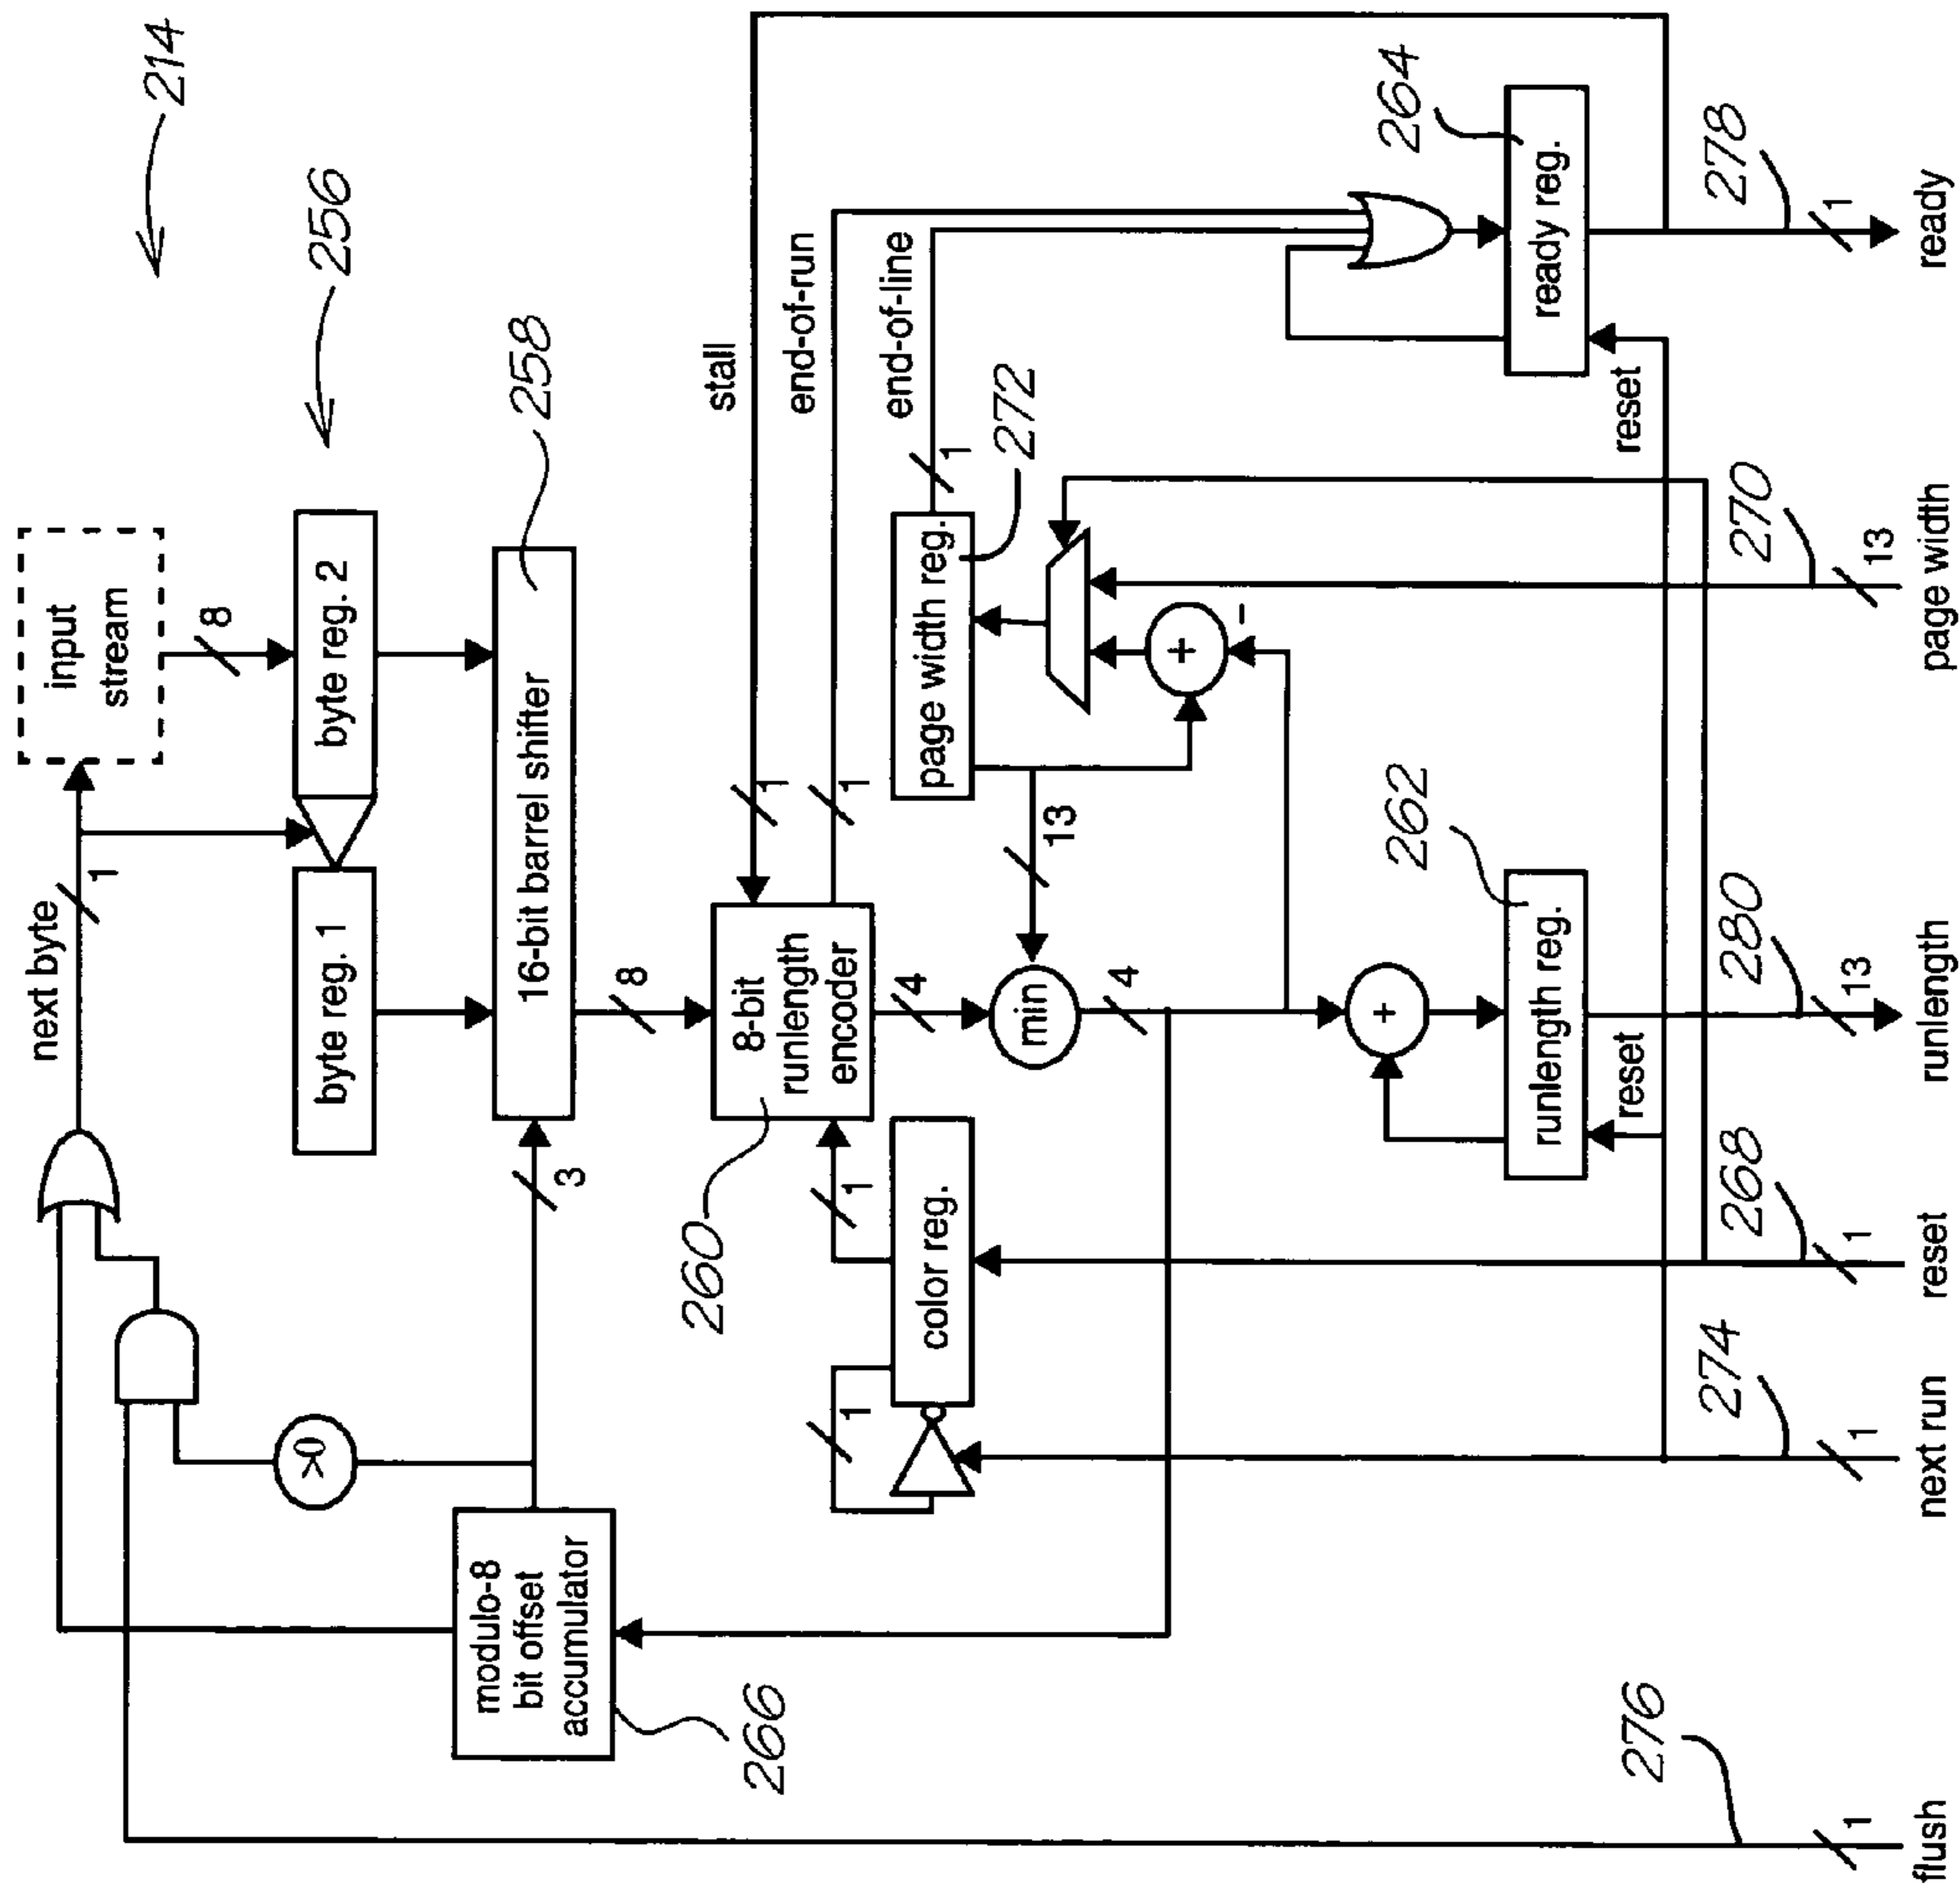 214
256
input
stream
next byte
1
8
byte reg. 1
byte reg. 2
258
16-bit barrel shifter
3
8
>0
modulo-8
bit offset
accumulator
266
stall
1
end-of-run
1
end-of-line
1
8-bit
runlength
encoder
260
1
4
color reg.
1
page width reg.
272
13
min
4
+
-
+
262
runlength reg.
reset
264
ready reg.
reset
276
1
flush
274
1
next run
268
1
reset
280
13
runlength
270
13
page width
278
1
ready